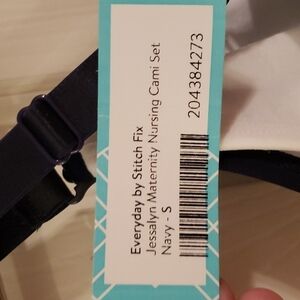 Everyday by Stitch Fix
Jessalyn Maternity Nursing Cami Set
Navy - S
204384273